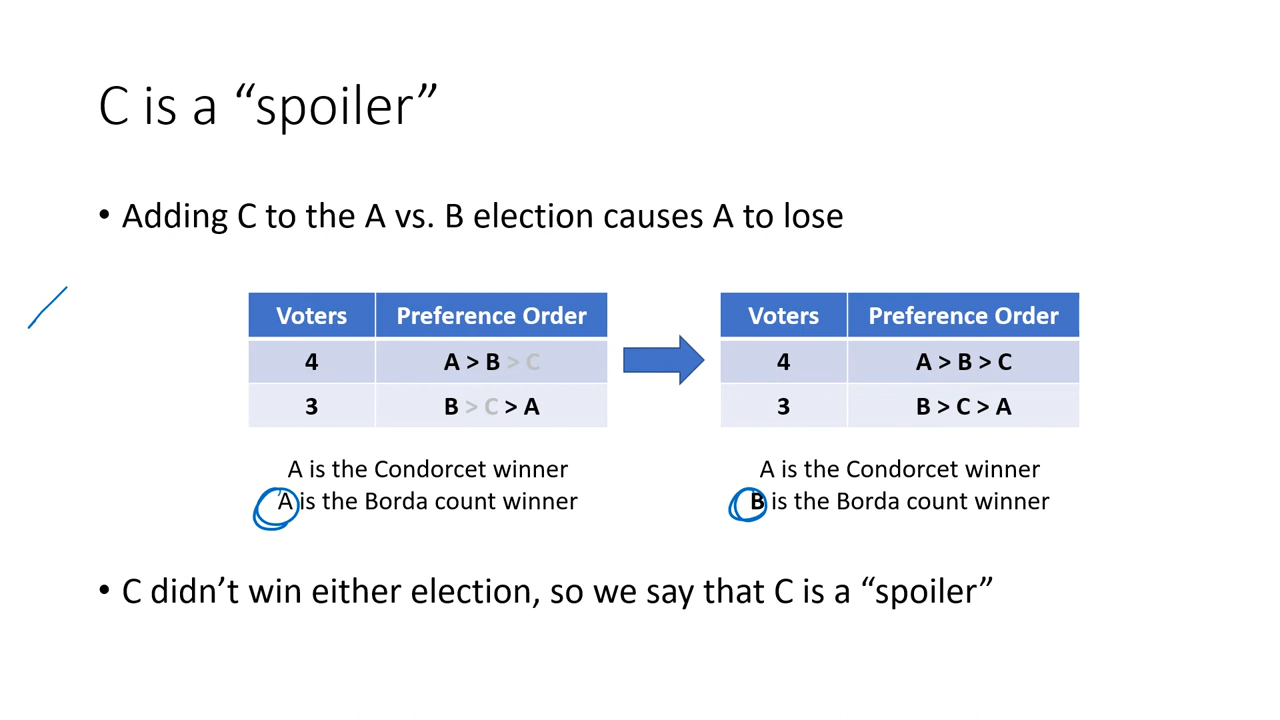 C is a “spoiler”
• Adding C to the A vs. B election causes A to lose
Voters Preference Order
4 A > B > C
3 B > C > A
A is the Condorcet winner
A is the Borda count winner
Voters Preference Order
4 A > B > C
3 B > C > A
A is the Condorcet winner
B is the Borda count winner
• C didn’t win either election, so we say that C is a “spoiler”